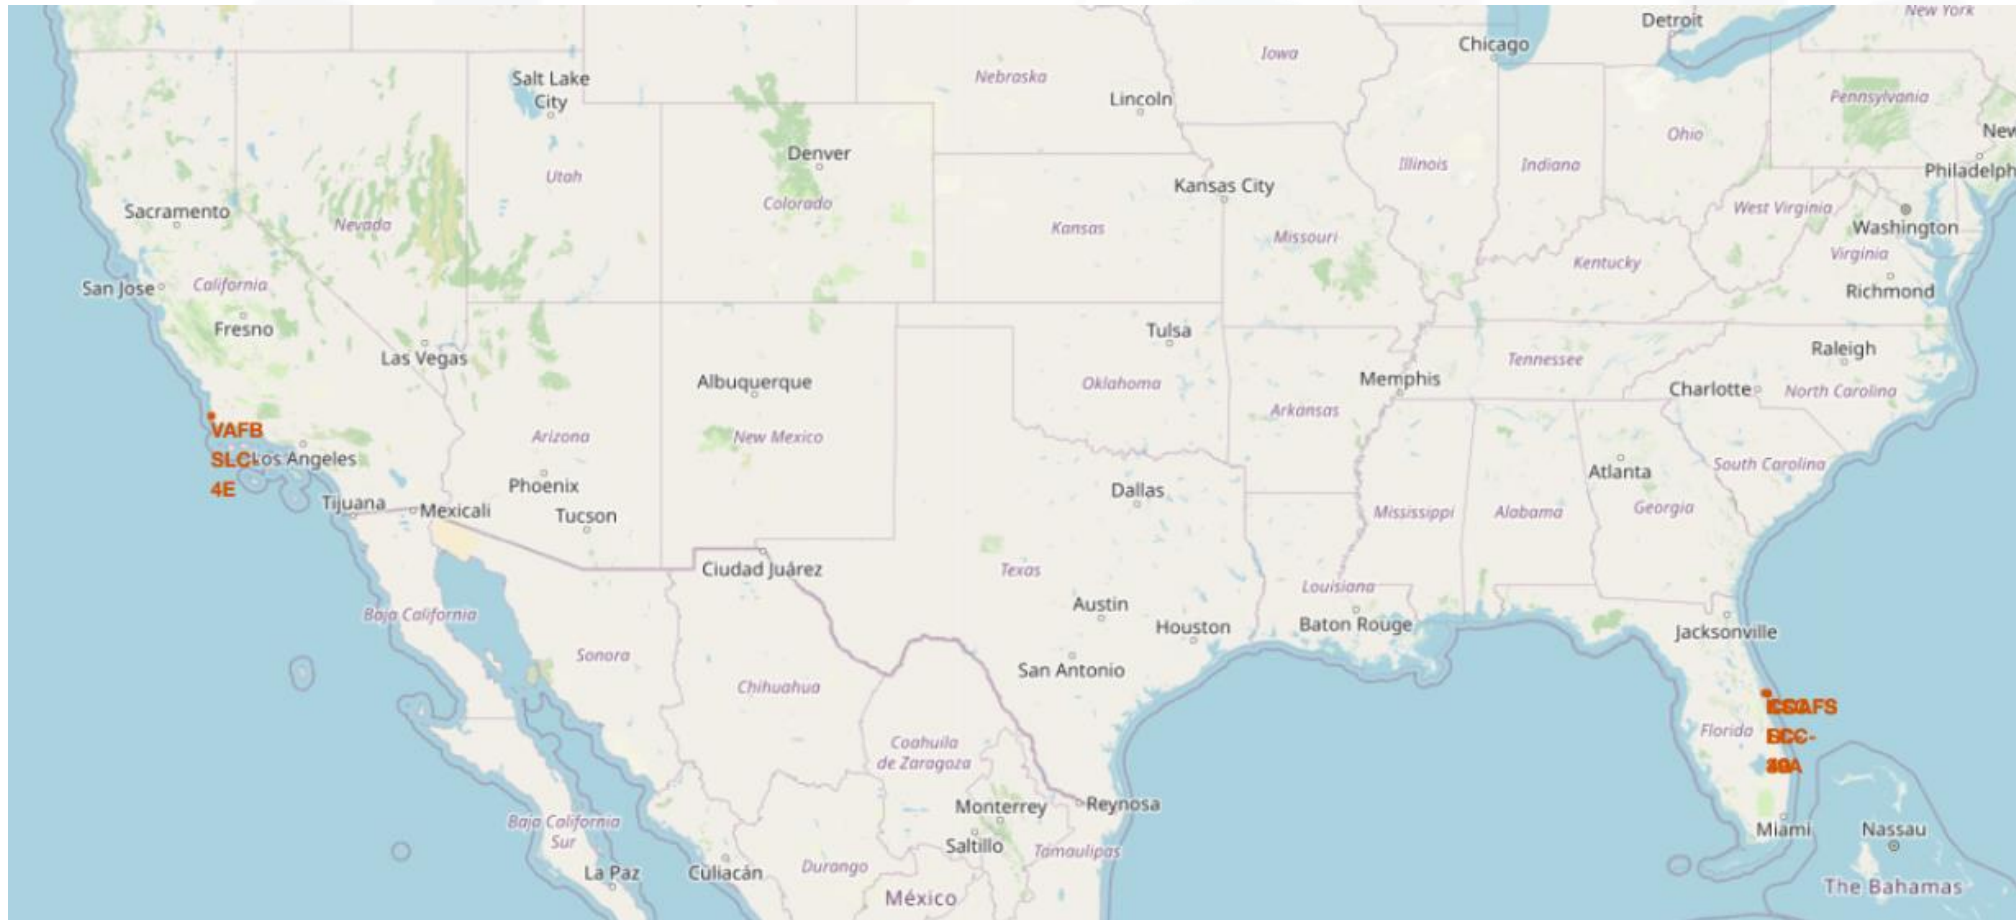 New York
Detroit
Chicago
Iowa
Salt Lake
City
Nebraska
Lincoln
Pennsylvania
New
Ohio
Denver
Utah
Illinois
Indiana
Philadelph
Kansas City
Colorado
Sacramento
Nevada
West Virginia
Washington
Kansas
Missouri
Virginia
Kentucky
San Jose
California
Richmond
Fresno
Tulsa
Las Vegas
Tennessee
Raleigh
Albuquerque
Oklahoma
Memphis
Charlotte
North Carolina
Arkansas
VAFB
SLC-
4E
Los Angeles
Arizona
New Mexico
Atlanta
South Carolina
Phoenix
Dallas
Tijuana
Mexicali
Tucson
Mississippi
Alabama
Georgia
Ciudad Juárez
Texas
Louisiana
Baja California
Austin
Houston
Baton Rouge
Jacksonville
Sonora
San Antonio
Chihuahua
Florida
Coahuila
de Zaragoza
Monterrey
Reynosa
Baja California
Sur
Saltillo
Tamaulipas
Miami
Nassau
La Paz
Culiacán
Durango
México
The Bahamas